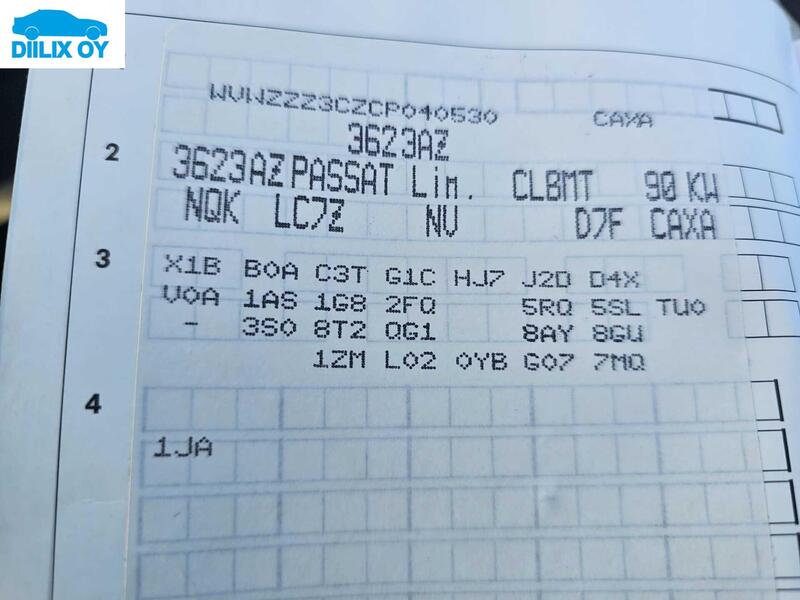 DIILIX OY
WVWZZZ3CZCP040530 CAXA
3623AZ
2
3623AZ PASSAT Lim. CLBMT 90 KW
NQK LC7Z NV D7F CAXA
3
X1B B0A C3T G1C HJ7 J2D D4X
V0A 1AS 1G8 2FQ 5RQ 5SL TU0
- 3S0 8T2 QG1 8AY 8GU
1ZM L02 0YB G07 7MQ
4
1JA